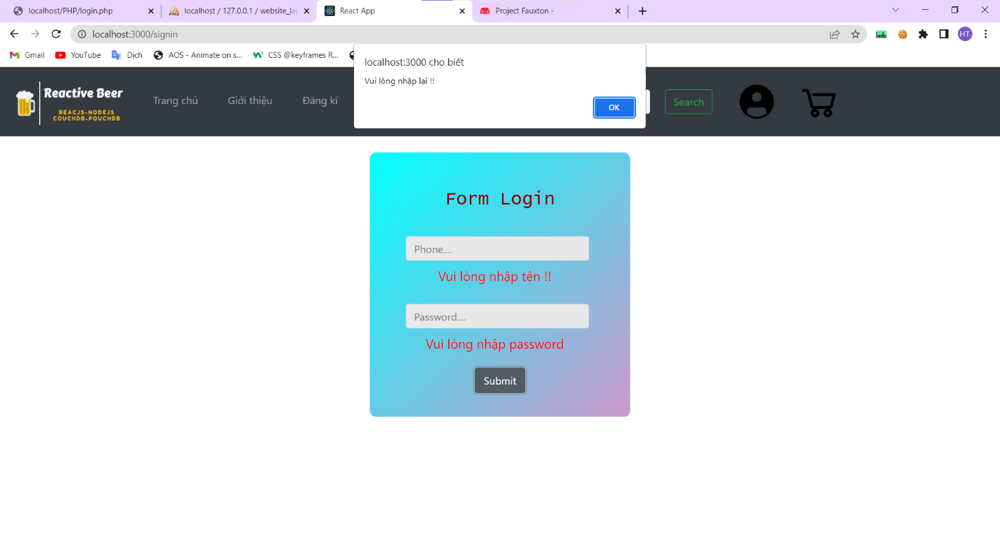 localhost/PHP/login.php
localhost / 127.0.0.1 / website_la
React App
Project Fauxton -
localhost:3000/signin
HT
Gmail
YouTube
Dịch
AOS - Animate on s...
CSS @keyframes R...
localhost:3000 cho biết
Vui lòng nhập lại !!
OK
Reactive Beer
REACJS-NODEJS
COUCHDB-POUCHDB
Trang chủ
Giới thiệu
Đăng kí
Search
Form Login
Phone....
Vui lòng nhập tên !!
Password....
Vui lòng nhập password
Submit